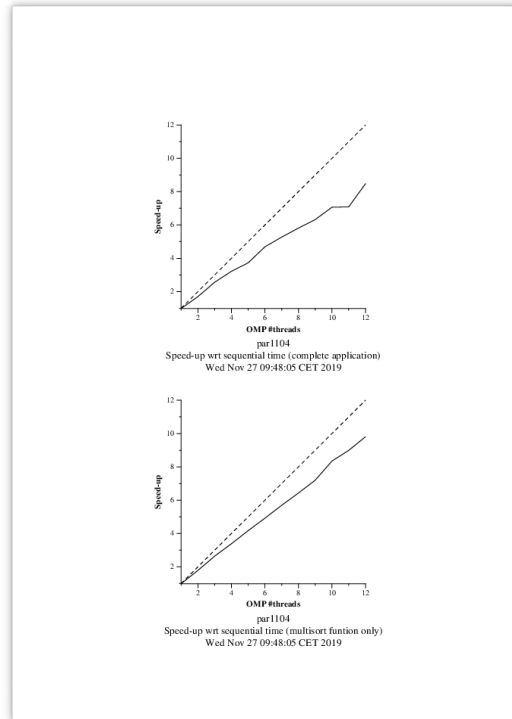 12
10
8
6
4
2
Speed-up
2 4 6 8 10 12
OMP #threads
par1104
Speed-up wrt sequential time (complete application)
Wed Nov 27 09:48:05 CET 2019
12
10
8
6
4
2
Speed-up
2 4 6 8 10 12
OMP #threads
par1104
Speed-up wrt sequential time (multisort funtion only)
Wed Nov 27 09:48:05 CET 2019